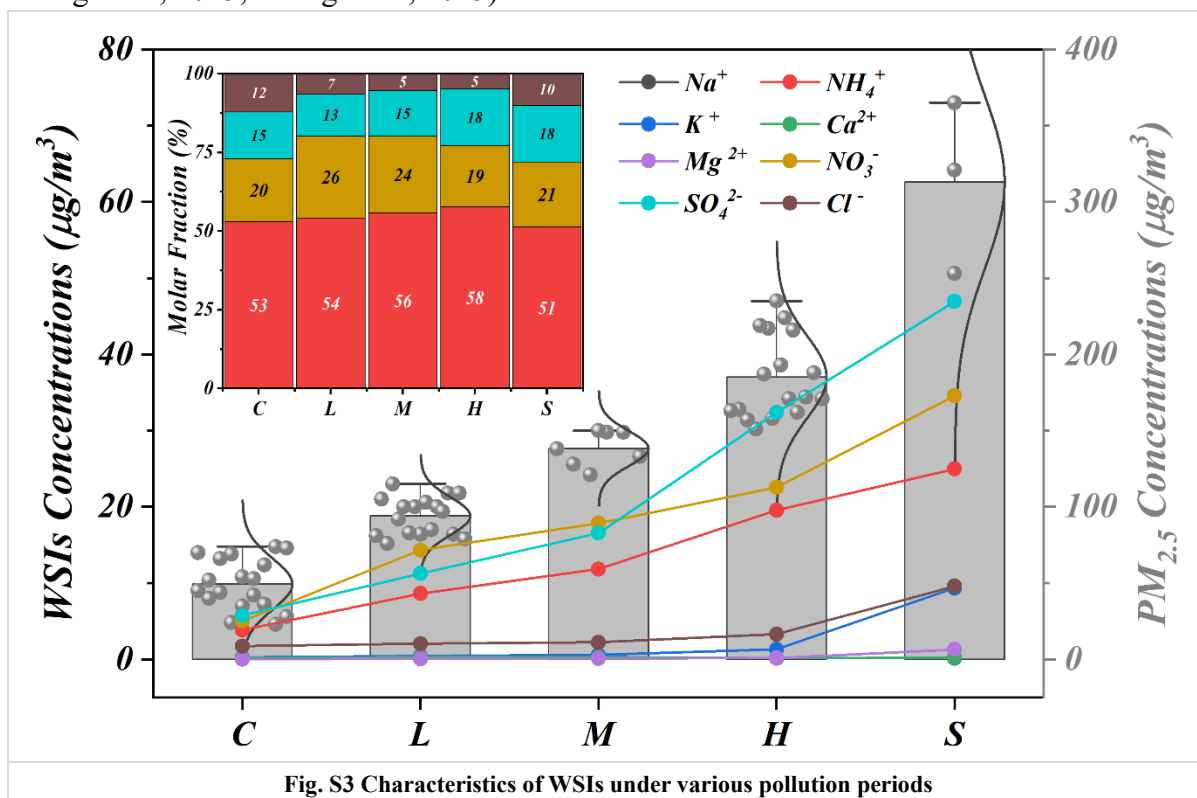 80
60
40
20
0
WSIs Concentrations (μg/m³)
400
300
200
100
0
PM₂.₅ Concentrations (μg/m³)
100
75
50
25
0
Molar Fraction (%)
12 7 5 5 10
15 13 15 18 18
20 26 24 19 21
53 54 56 58 51
C L M H S
Na⁺ NH₄⁺
K⁺ Ca²⁺
Mg²⁺ NO₃⁻
SO₄²⁻ Cl⁻
C L M H S
Fig. S3 Characteristics of WSIs under various pollution periods